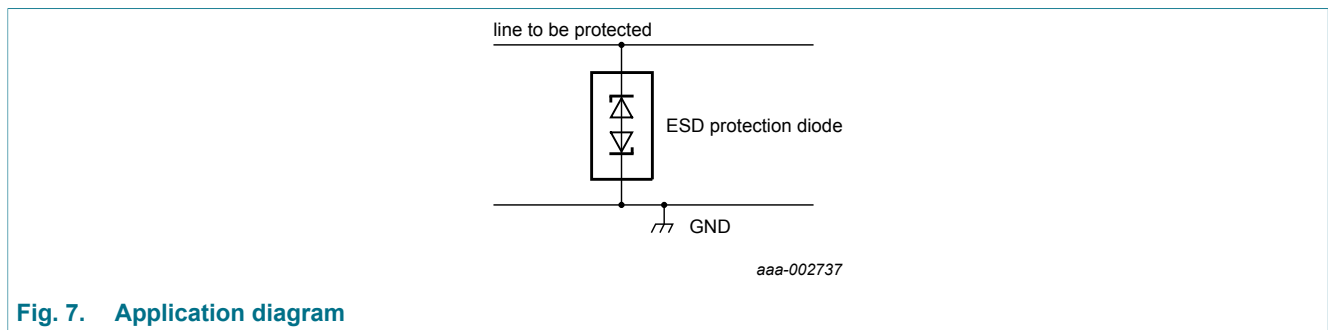 line to be protected
ESD protection diode
GND
aaa-002737
Fig. 7. Application diagram